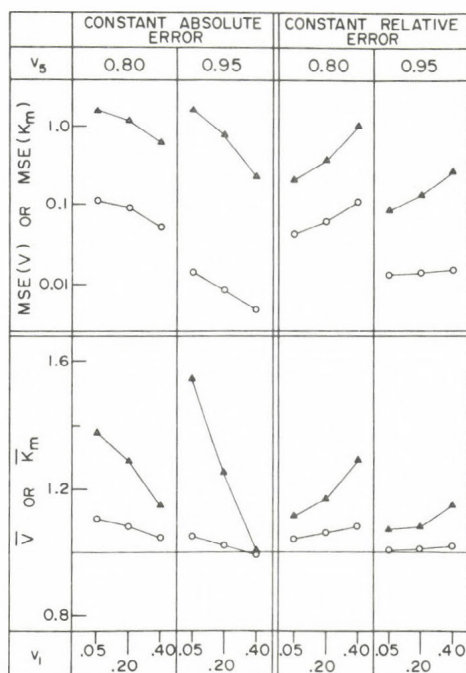 CONSTANT ABSOLUTE ERROR
CONSTANT RELATIVE ERROR
V5 0.80 0.95 0.80 0.95
MSE(V) OR MSE(Km)
1.0
0.1
0.01
V̅ OR K̅m
1.6
1.2
0.8
V1 .05 .20 .40 .05 .20 .40 .05 .20 .40 .05 .20 .40